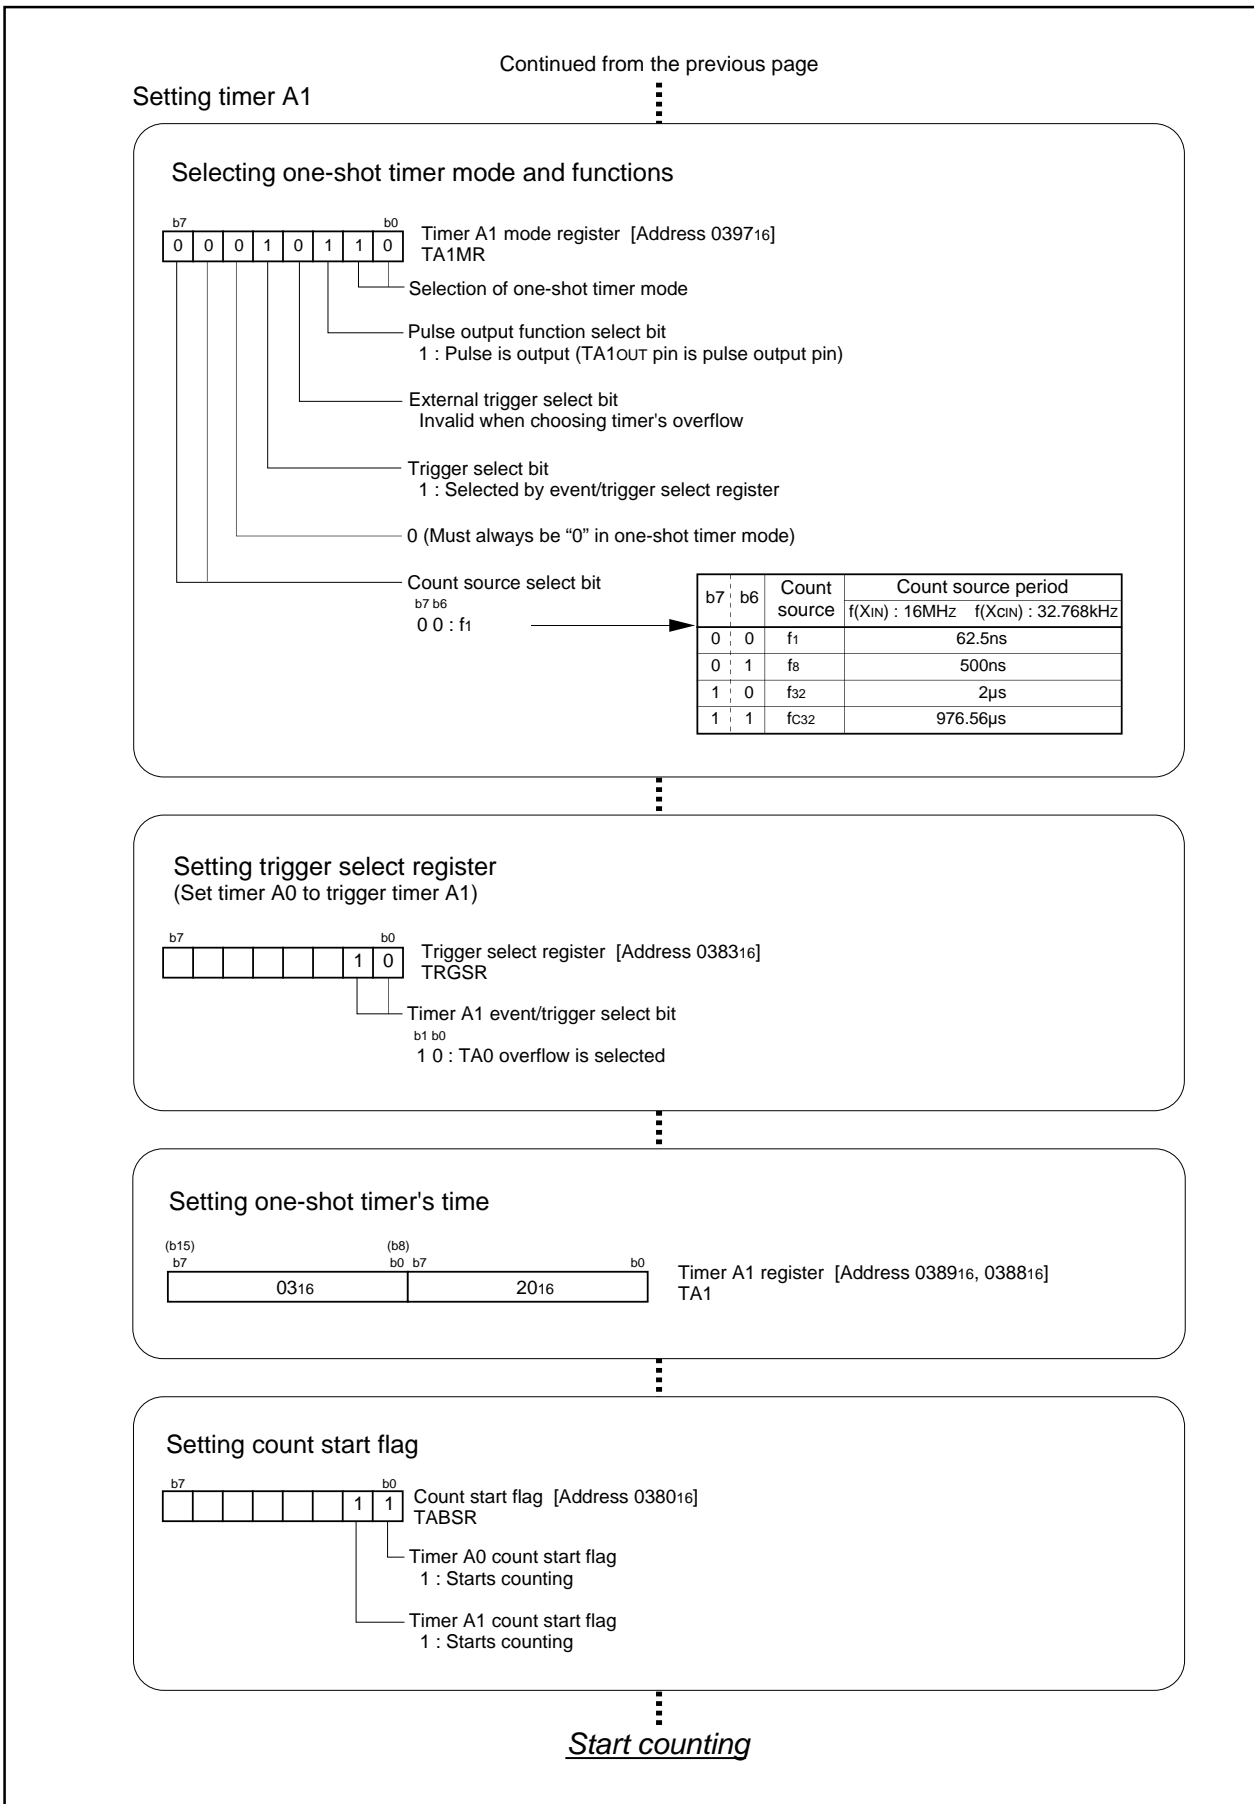 Continued from the previous page
Setting timer A1
Selecting one-shot timer mode and functions
b7 b0
0 0 0 1 0 1 1 0
Timer A1 mode register [Address 039716]
TA1MR
Selection of one-shot timer mode
Pulse output function select bit
1 : Pulse is output (TA1OUT pin is pulse output pin)
External trigger select bit
Invalid when choosing timer's overflow
Trigger select bit
1 : Selected by event/trigger select register
0 (Must always be “0” in one-shot timer mode)
Count source select bit
b7 b6
0 0 : f1
b7 b6 Count source Count source period
f(XIN) : 16MHZ f(XCIN) : 32.768kHZ
0 0 f1 62.5ns
0 1 f8 500ns
1 0 f32 2µs
1 1 fC32 976.56µs
Setting trigger select register
(Set timer A0 to trigger timer A1)
b7 b0
1 0
Trigger select register [Address 038316]
TRGSR
Timer A1 event/trigger select bit
b1 b0
1 0 : TA0 overflow is selected
Setting one-shot timer's time
(b15) (b8)
b7 b0 b7 b0
0316 2016
Timer A1 register [Address 038916, 038816]
TA1
Setting count start flag
b7 b0
1 1
Count start flag [Address 038016]
TABSR
Timer A0 count start flag
1 : Starts counting
Timer A1 count start flag
1 : Starts counting
Start counting